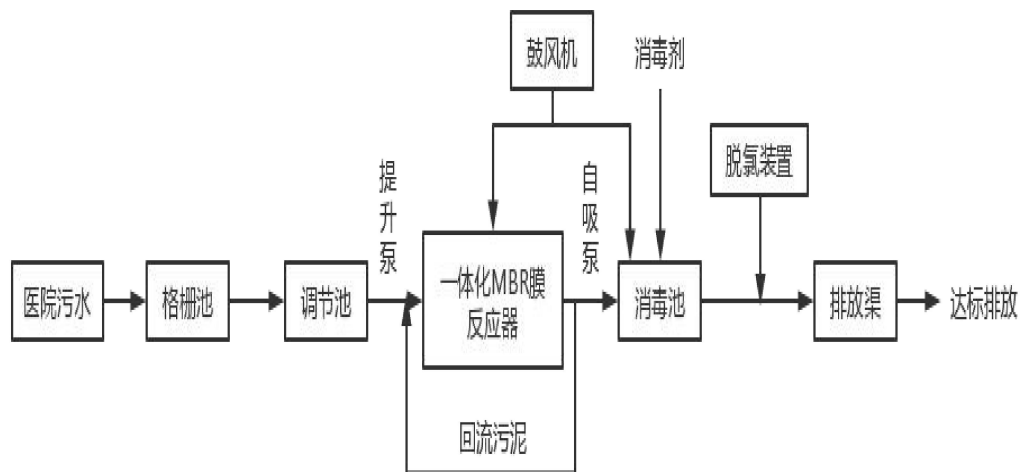 鼓风机
消毒剂
脱氯装置
提升泵
自吸泵
医院污水
格栅池
调节池
一体化MBR膜
反应器
消毒池
排放渠
达标排放
回流污泥